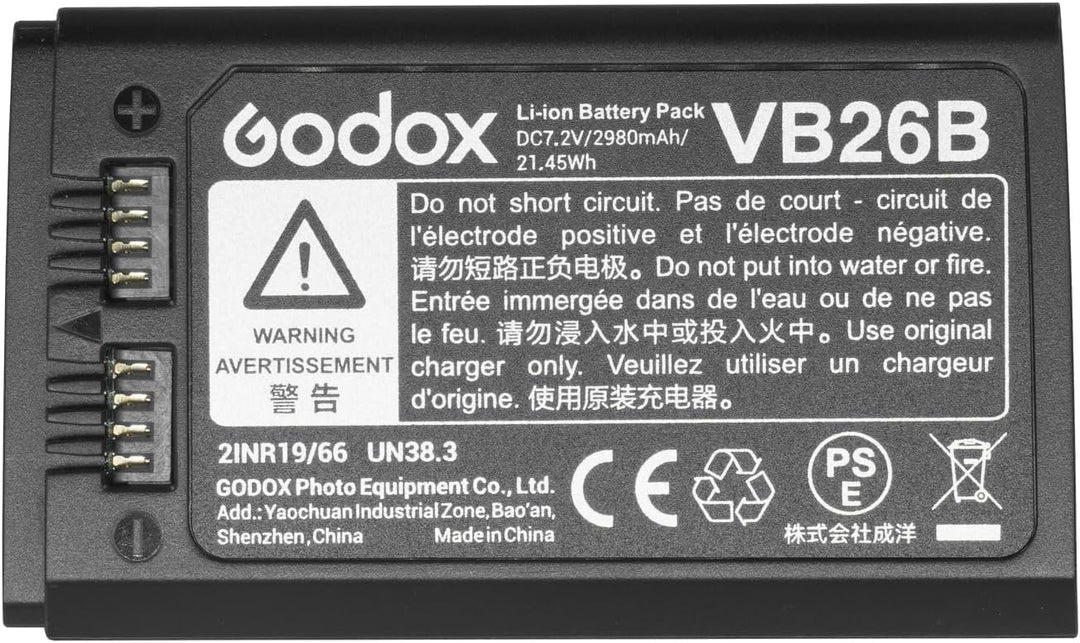 Godox
Li-ion Battery Pack
DC7.2V/2980mAh/
21.45Wh
VB26B
WARNING
AVERTISSEMENT
警告
Do not short circuit. Pas de court - circuit de
l'électrode positive et l'électrode négative.
请勿短路正负电极。Do not put into water or fire.
Entrée immergée dans de l'eau ou de ne pas
le feu. 请勿浸入水中或投入火中。Use original
charger only. Veuillez utiliser un chargeur
d'origine. 使用原装充电器。
2INR19/66 UN38.3
GODOX Photo Equipment Co., Ltd.
Add.: Yaochuan Industrial Zone, Bao'an,
Shenzhen, China Made in China
CE
PS
E
株式会社成洋